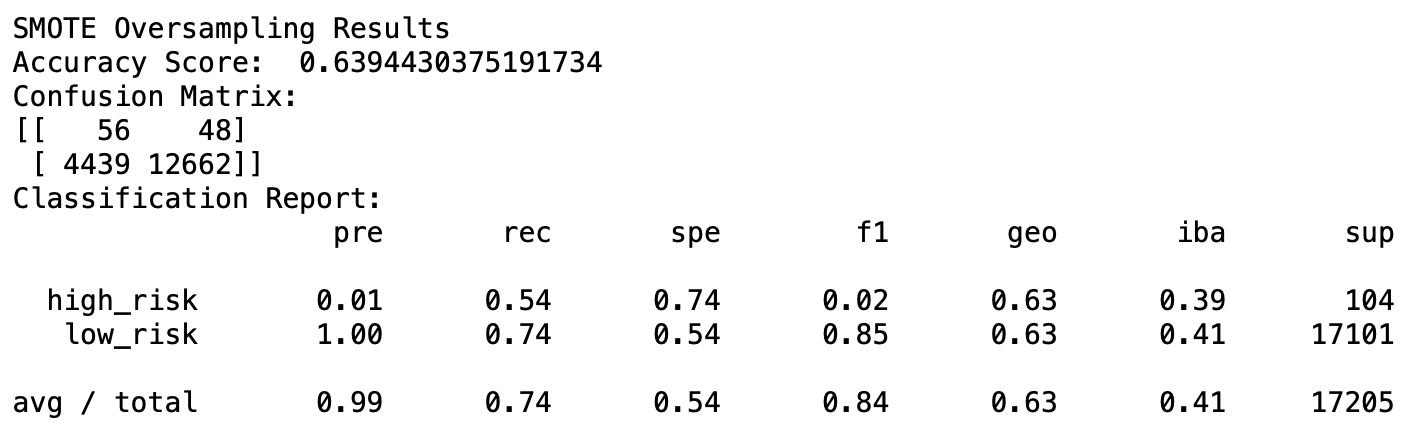 SMOTE Oversampling Results
Accuracy Score:  0.6394430375191734
Confusion Matrix:
[[   56    48]
 [ 4439 12662]]
Classification Report:
                   pre       rec       spe        f1       geo       iba       sup

  high_risk       0.01      0.54      0.74      0.02      0.63      0.39       104
   low_risk       1.00      0.74      0.54      0.85      0.63      0.41     17101

avg / total       0.99      0.74      0.54      0.84      0.63      0.41     17205